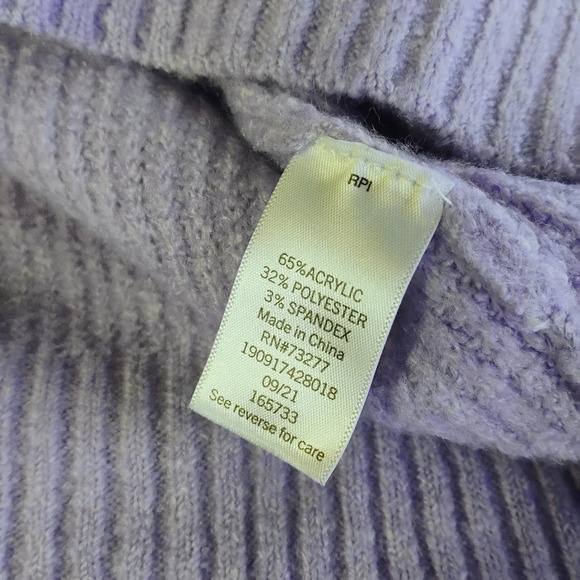 RPI
65%ACRYLIC
32% POLYESTER
3% SPANDEX
Made in China
RN#73277
190917428018
09/21
165733
See reverse for care